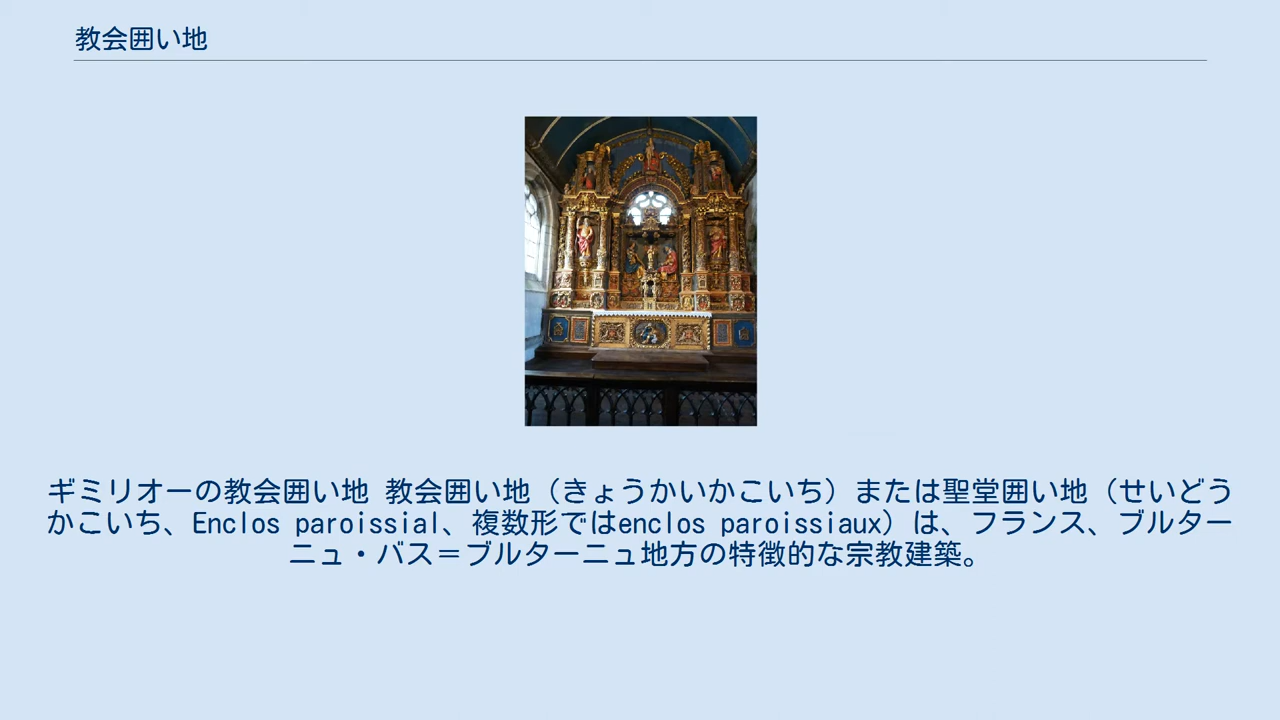 教会囲い地
ギミリオーの教会囲い地 教会囲い地（きょうかいかこいち）または聖堂囲い地（せいどう
かこいち、Enclos paroissial、複数形ではenclos paroissiaux）は、フランス、ブルター
ニュ・バス＝ブルターニュ地方の特徴的な宗教建築。